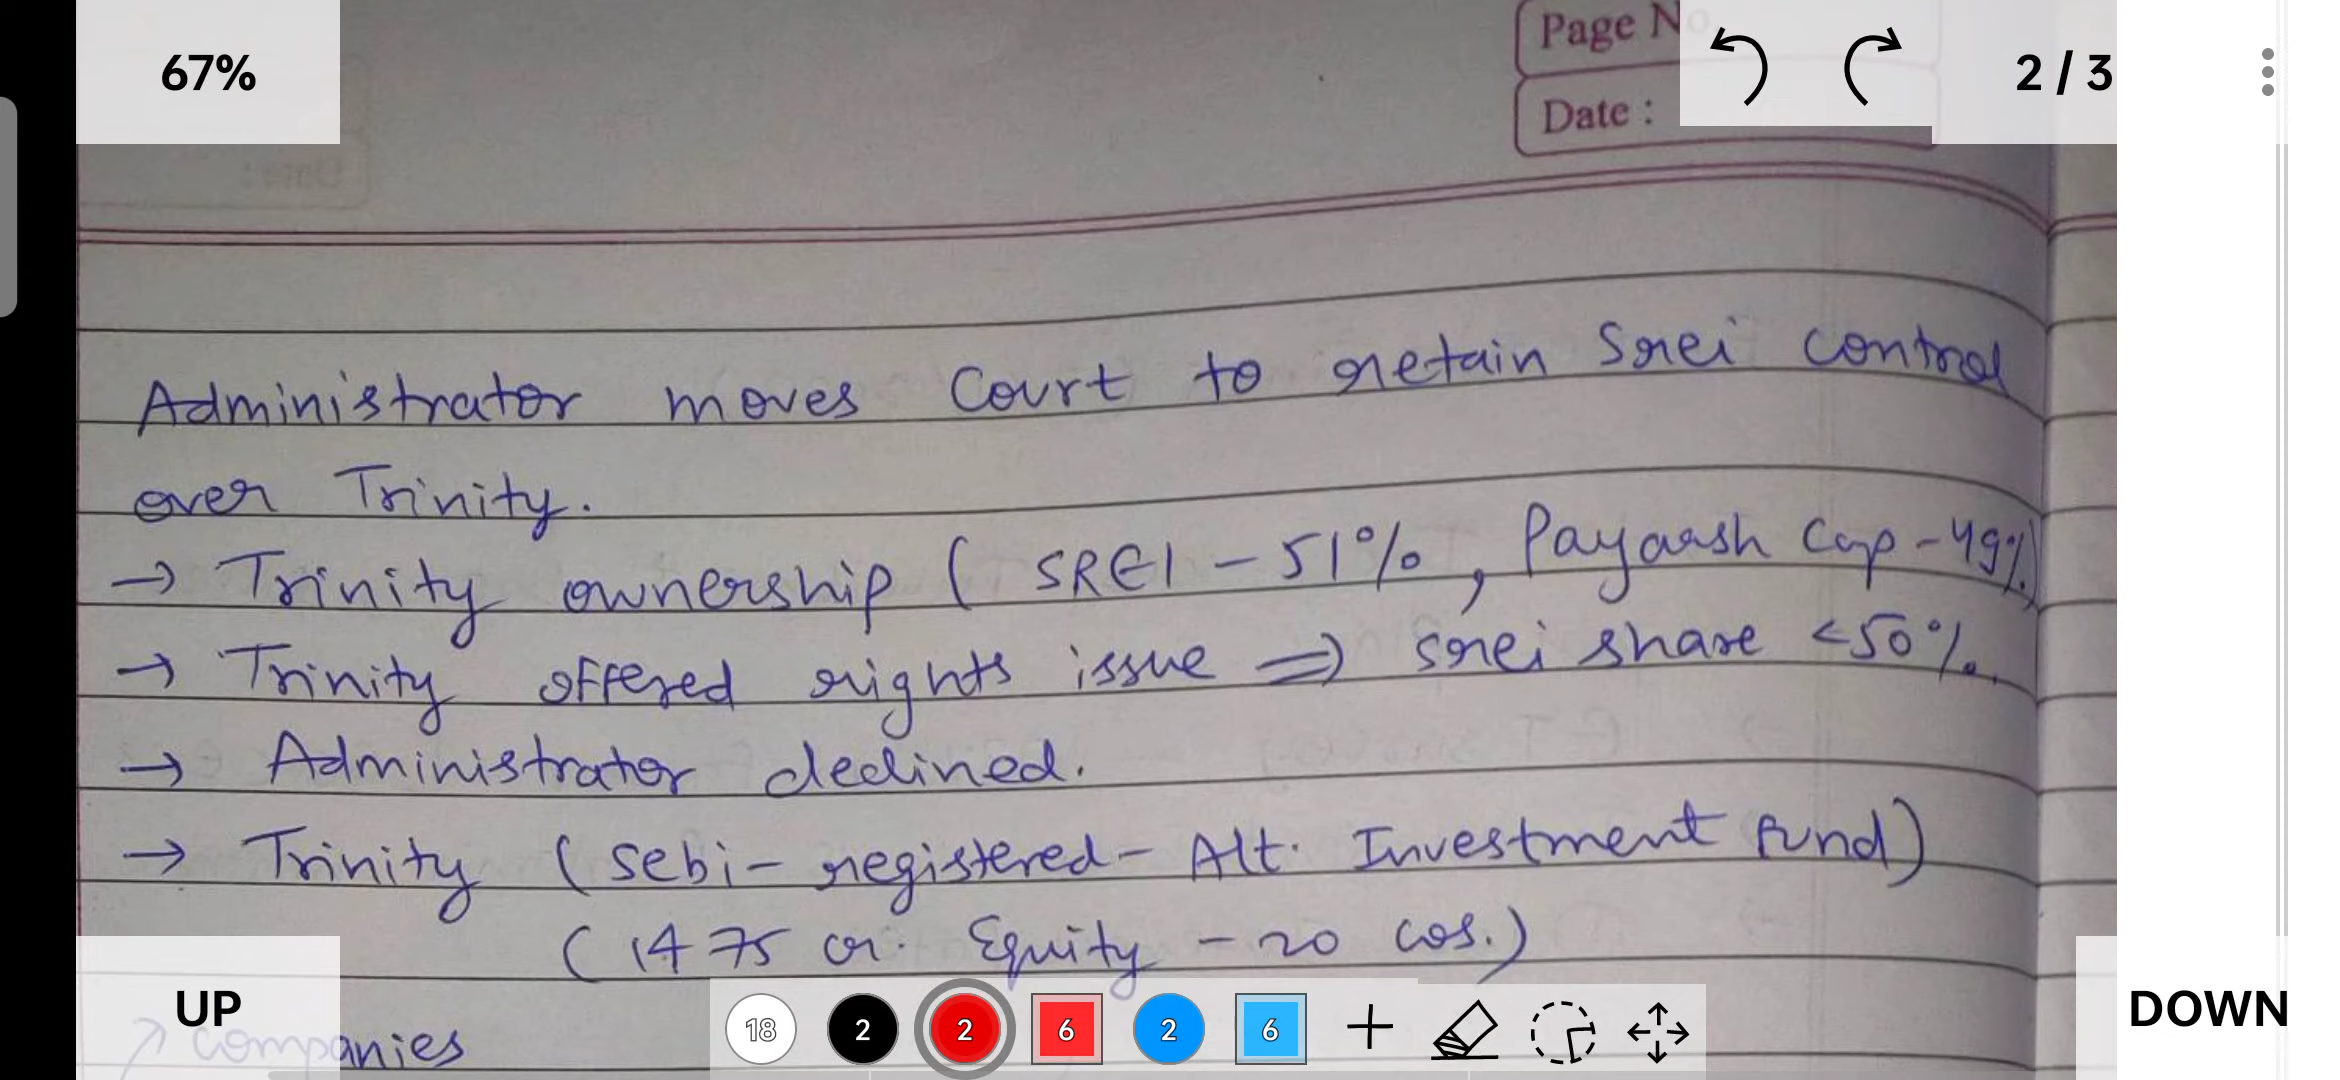 67%
Page No
2 / 3
Date :
Administrator moves Court to retain Srei control
over Trinity.
→ Trinity ownership ( SREI - 51%, Payaash Cap - 49%)
→ Trinity offered rights issue ⇒ srei share <50%.
→ Administrator declined.
→ Trinity ( Sebi - registered - Alt. Investment fund)
( 1475 cr. Equity - 20 cos.)
UP
companies
18 2 2 6 2 6
DOWN